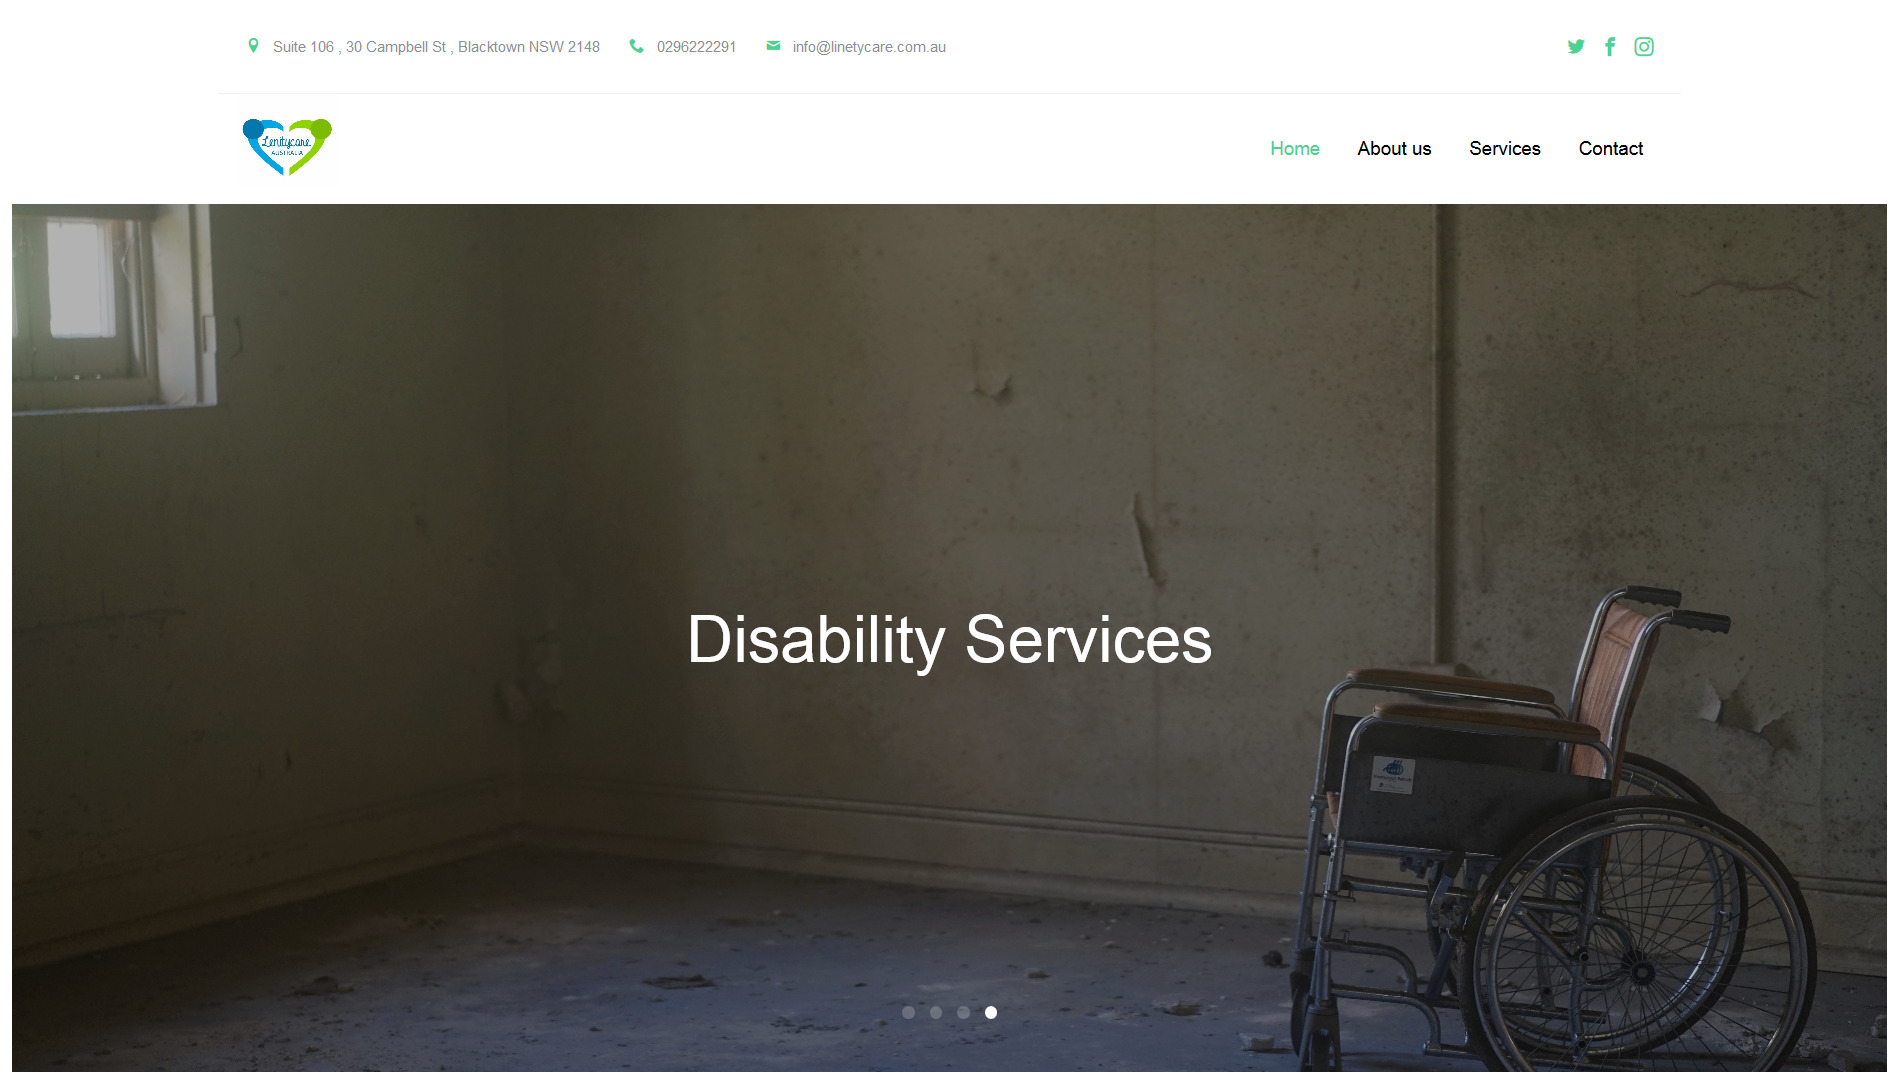 Suite 106 , 30 Campbell St , Blacktown NSW 2148 0296222291 info@linetycare.com.au
Lenitycare
AUSTRALIA
Home About us Services Contact
Disability Services